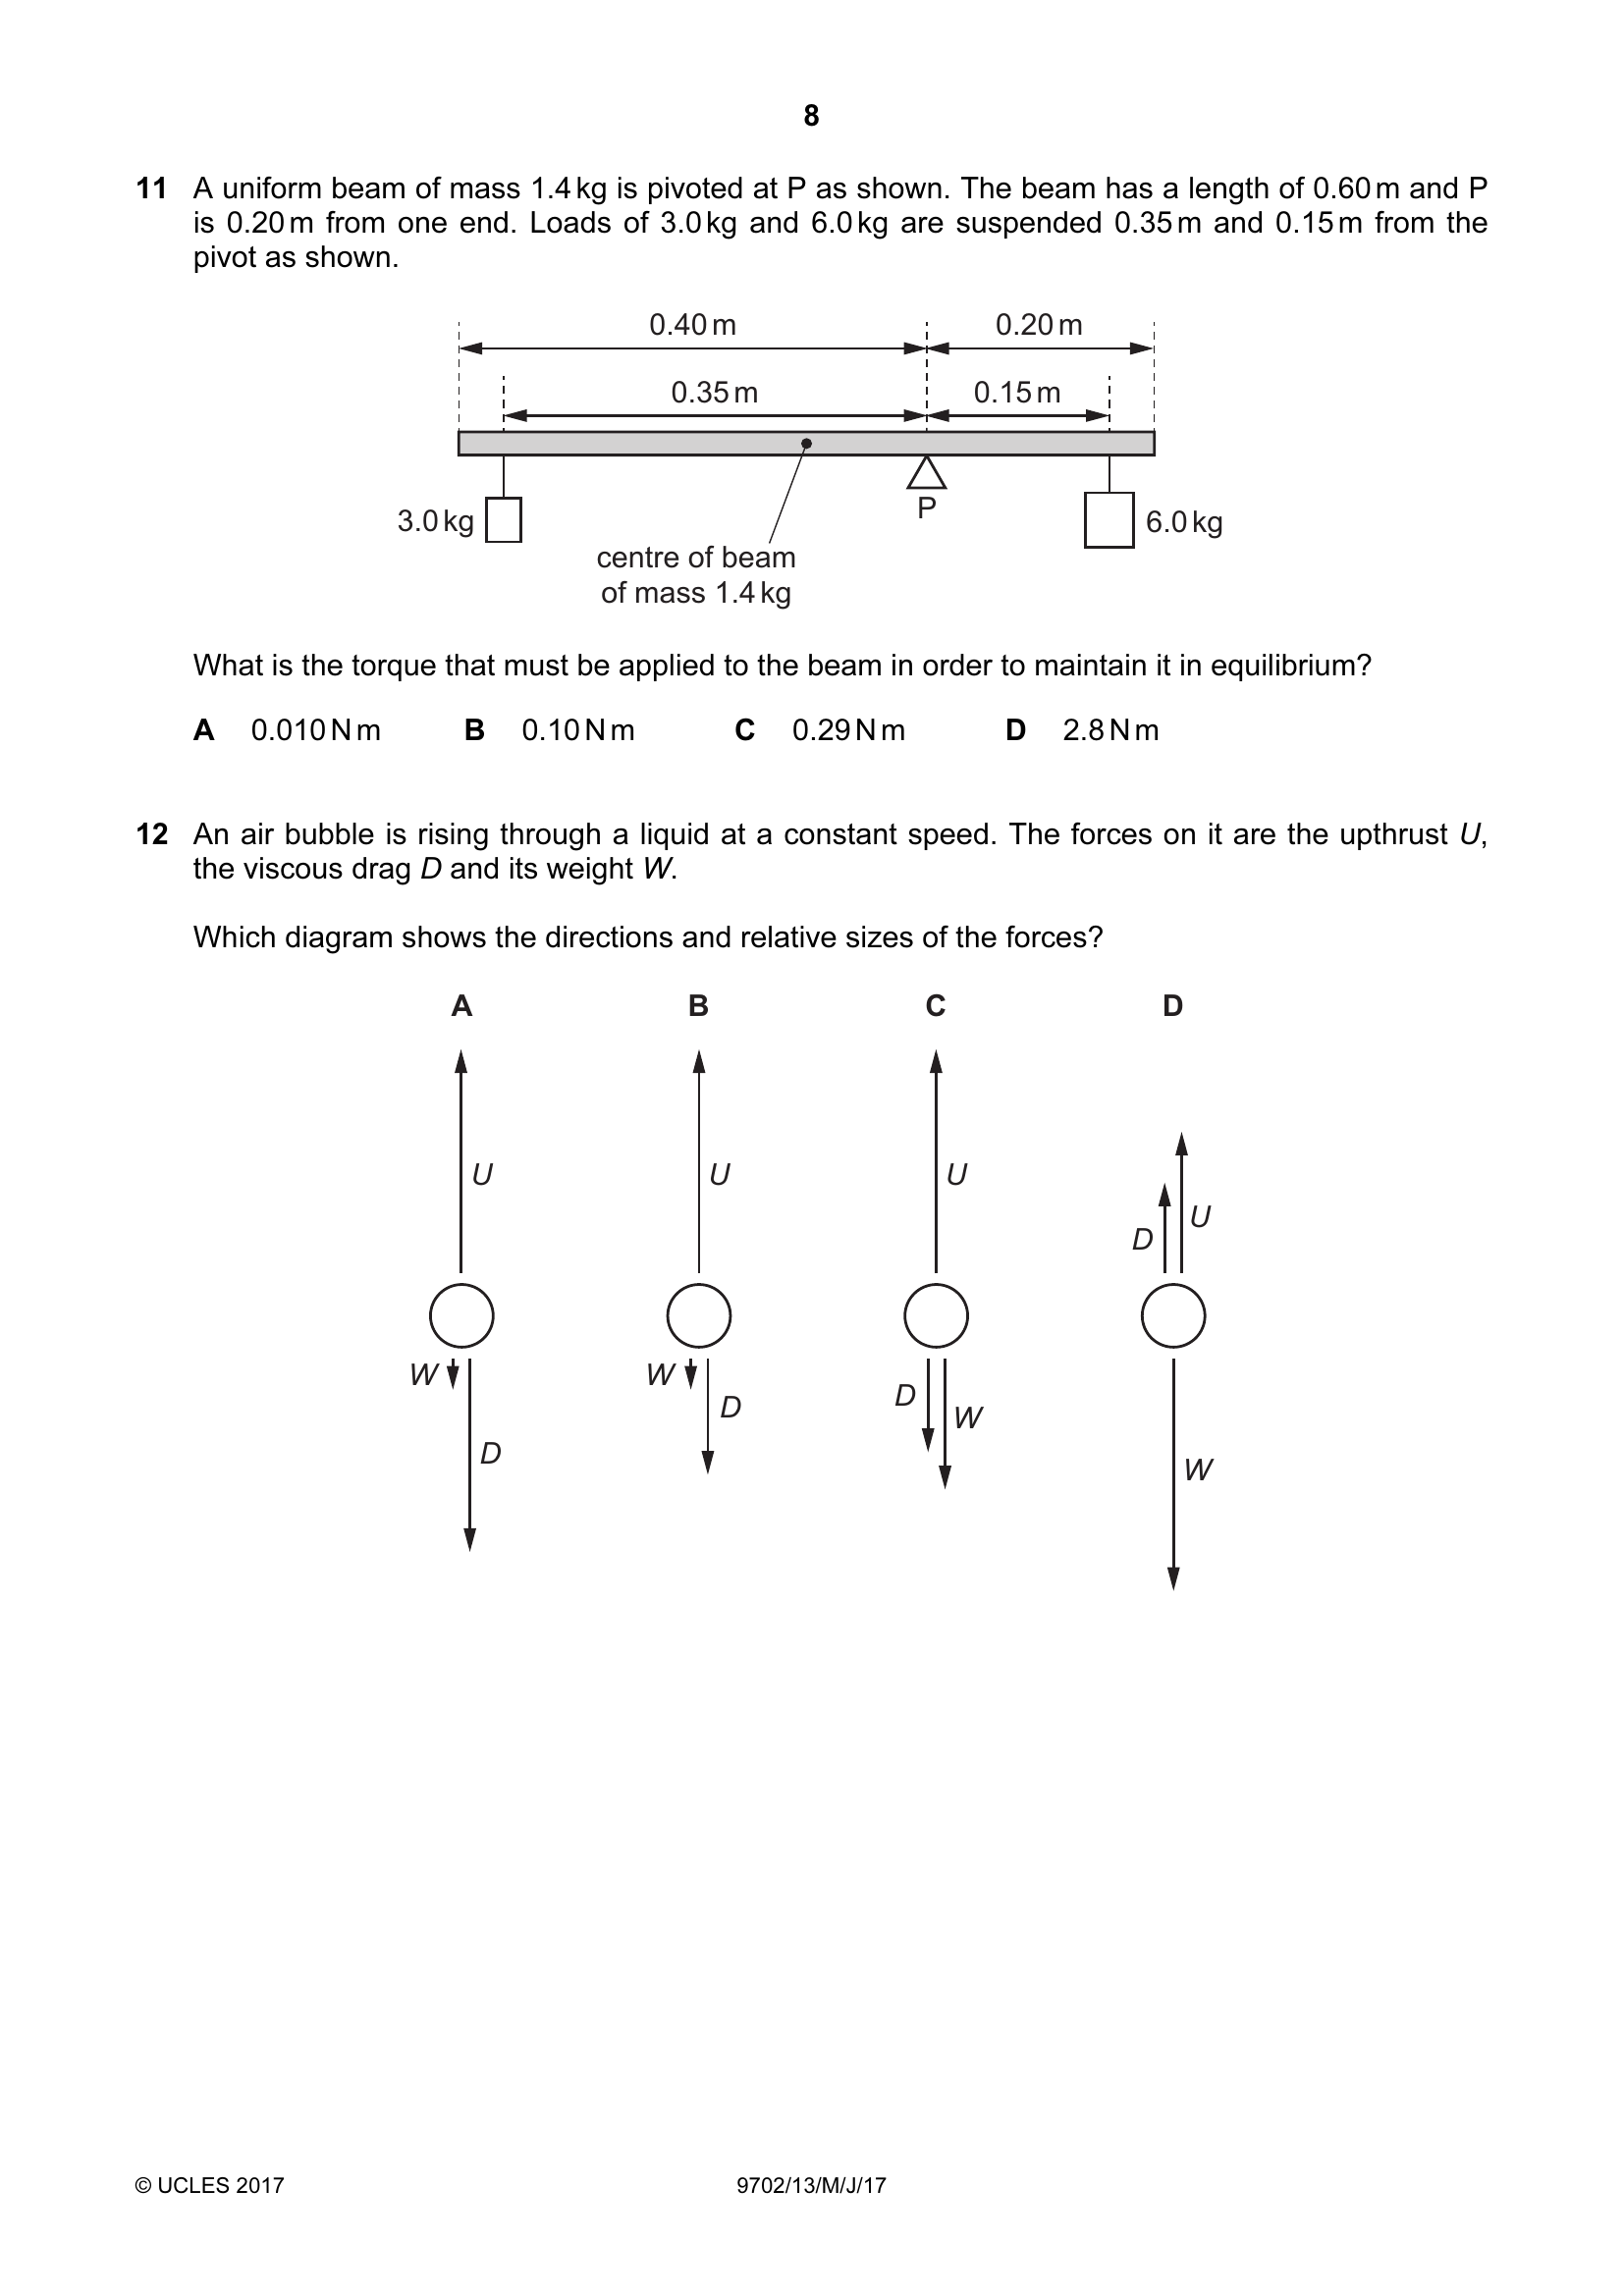 8
11 A uniform beam of mass 1.4 kg is pivoted at P as shown. The beam has a length of 0.60 m and P
is 0.20 m from one end. Loads of 3.0 kg and 6.0 kg are suspended 0.35 m and 0.15 m from the
pivot as shown.
0.40 m 0.20 m
0.35 m 0.15 m
P
3.0 kg 6.0 kg
centre of beam
of mass 1.4 kg
What is the torque that must be applied to the beam in order to maintain it in equilibrium?
A 0.010 N m B 0.10 N m C 0.29 N m D 2.8 N m
12 An air bubble is rising through a liquid at a constant speed. The forces on it are the upthrust U,
the viscous drag D and its weight W.
Which diagram shows the directions and relative sizes of the forces?
A B C D
U U U D U
W D W D D W W
© UCLES 2017 9702/13/M/J/17